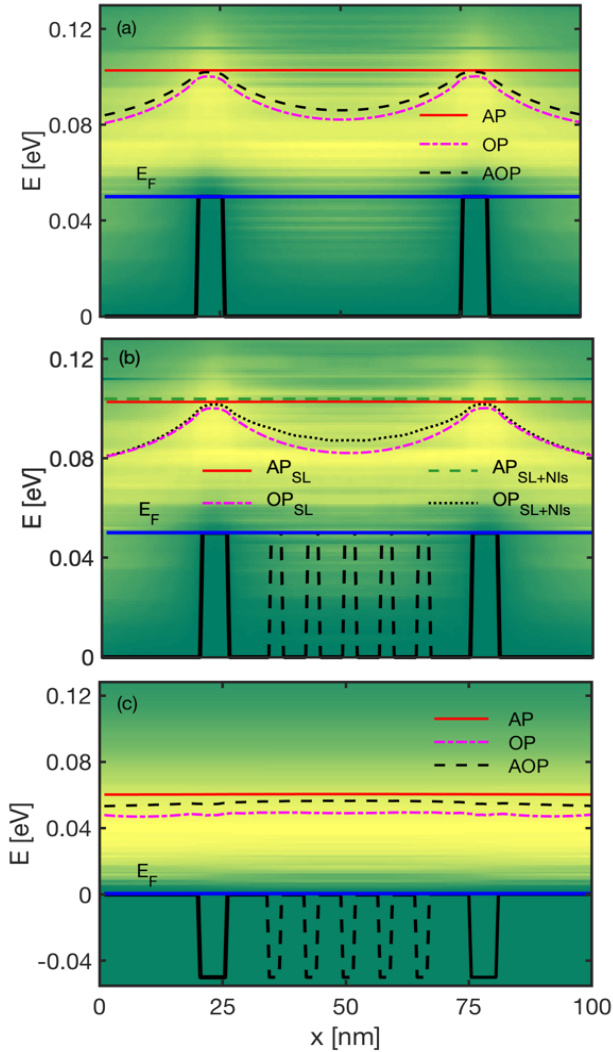 0.12
(a)
0.08
AP
OP
AOP
E [eV]
E_F
0.04
0
0.12
(b)
0.08
AP_SL
AP_SL+NIs
OP_SL
OP_SL+NIs
E [eV]
E_F
0.04
0
0.12
(c)
AP
OP
AOP
0.08
E [eV]
0.04
E_F
0
-0.04
0
25
50
75
100
x [nm]